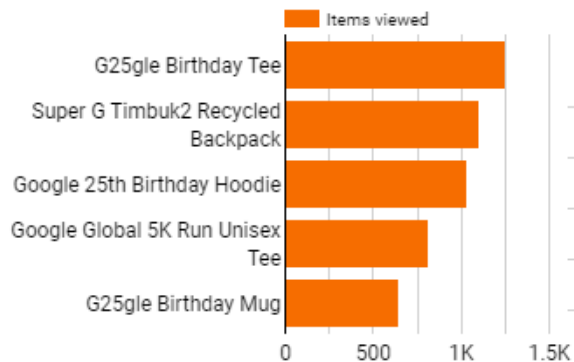 Items viewed
G25gle Birthday Tee
Super G Timbuk2 Recycled
Backpack
Google 25th Birthday Hoodie
Google Global 5K Run Unisex
Tee
G25gle Birthday Mug
0 500 1K 1.5K